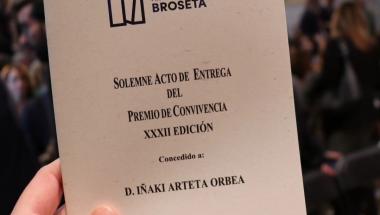 BROSETA
SOLEMNE ACTO DE ENTREGA
DEL
PREMIO DE CONVIVENCIA
XXXII EDICIÓN
Concedido a:
D. IÑAKI ARTETA ORBEA